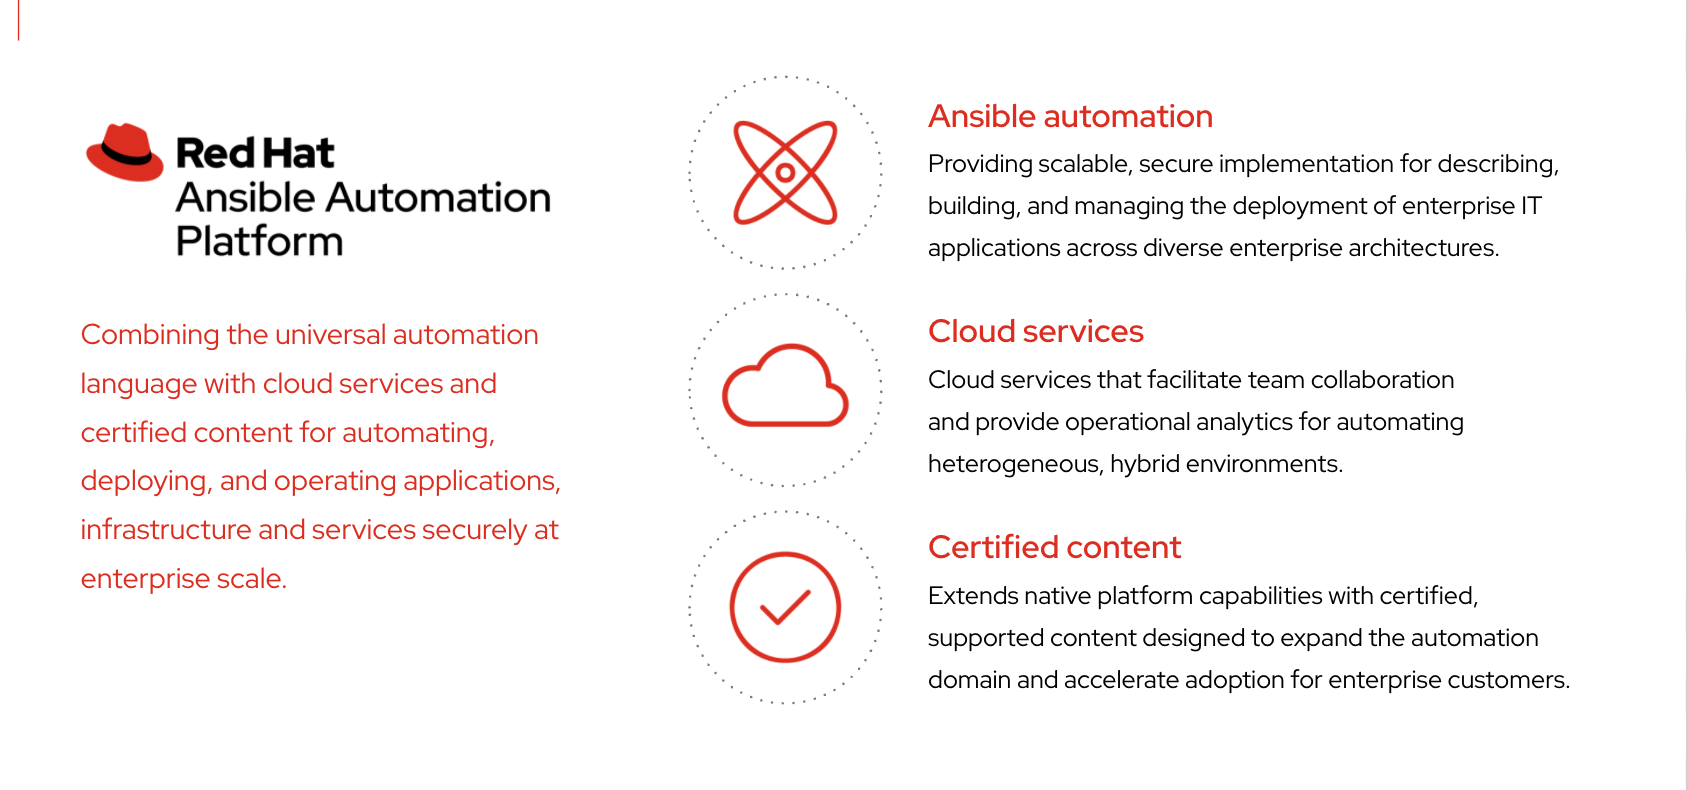 Red Hat
Ansible Automation
Platform
Combining the universal automation
language with cloud services and
certified content for automating,
deploying, and operating applications,
infrastructure and services securely at
enterprise scale.
Ansible automation
Providing scalable, secure implementation for describing,
building, and managing the deployment of enterprise IT
applications across diverse enterprise architectures.
Cloud services
Cloud services that facilitate team collaboration
and provide operational analytics for automating
heterogeneous, hybrid environments.
Certified content
Extends native platform capabilities with certified,
supported content designed to expand the automation
domain and accelerate adoption for enterprise customers.